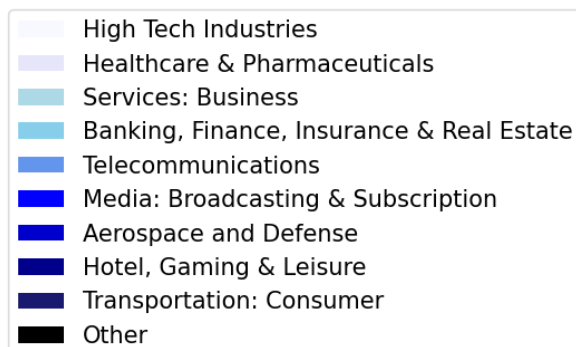 High Tech Industries
Healthcare & Pharmaceuticals
Services: Business
Banking, Finance, Insurance & Real Estate
Telecommunications
Media: Broadcasting & Subscription
Aerospace and Defense
Hotel, Gaming & Leisure
Transportation: Consumer
Other